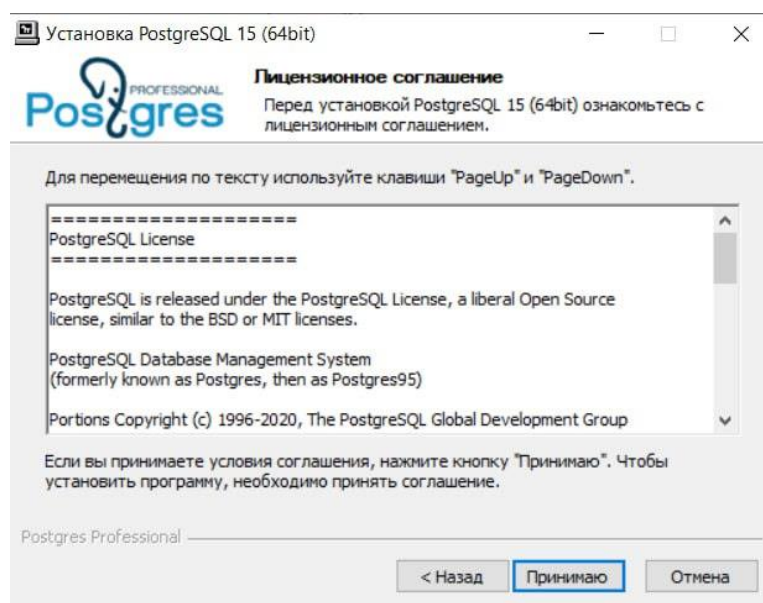 Установка PostgreSQL 15 (64bit)
PROFESSIONAL
Postgres
Лицензионное соглашение
Перед установкой PostgreSQL 15 (64bit) ознакомьтесь с
лицензионным соглашением.
Для перемещения по тексту используйте клавиши "PageUp" и "PageDown".
=====================
PostgreSQL License
=====================
PostgreSQL is released under the PostgreSQL License, a liberal Open Source
license, similar to the BSD or MIT licenses.
PostgreSQL Database Management System
(formerly known as Postgres, then as Postgres95)
Portions Copyright (c) 1996-2020, The PostgreSQL Global Development Group
Если вы принимаете условия соглашения, нажмите кнопку "Принимаю". Чтобы
установить программу, необходимо принять соглашение.
Postgres Professional
< Назад Принимаю Отмена